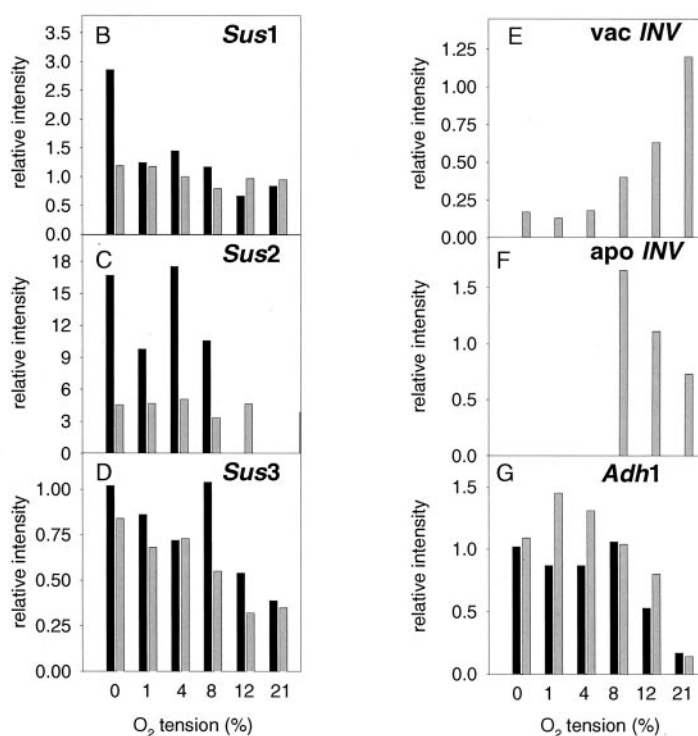 B Sus1
relative intensity
3.5
3.0
2.5
2.0
1.5
1.0
0.5
0.0
C Sus2
relative intensity
18
15
12
9
6
3
0
D Sus3
relative intensity
1.00
0.75
0.50
0.25
0.00
0 1 4 8 12 21
O2 tension (%)
E vac INV
relative intensity
1.25
1.00
0.75
0.50
0.25
0.00
F apo INV
relative intensity
1.5
1.0
0.5
0.0
G Adh1
relative intensity
1.5
1.0
0.5
0.0
0 1 4 8 12 21
O2 tension (%)